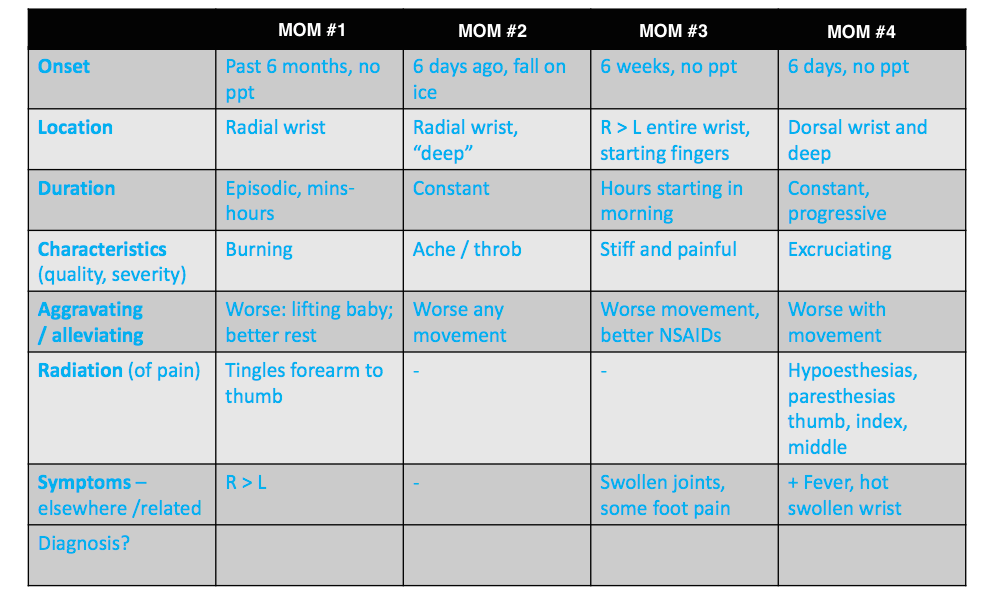 MOM #1 MOM #2 MOM #3 MOM #4
Onset
Past 6 months, no
ppt
6 days ago, fall on
ice
6 weeks, no ppt
6 days, no ppt
Location
Radial wrist
Radial wrist,
“deep”
R > L entire wrist,
starting fingers
Dorsal wrist and
deep
Duration
Episodic, mins-
hours
Constant
Hours starting in
morning
Constant,
progressive
Characteristics
(quality, severity)
Burning
Ache / throb
Stiff and painful
Excruciating
Aggravating
/ alleviating
Worse: lifting baby;
better rest
Worse any
movement
Worse movement,
better NSAIDs
Worse with
movement
Radiation (of pain)
Tingles forearm to
thumb
-
-
Hypoesthesias,
paresthesias
thumb, index,
middle
Symptoms –
elsewhere /related
R > L
-
Swollen joints,
some foot pain
+ Fever, hot
swollen wrist
Diagnosis?